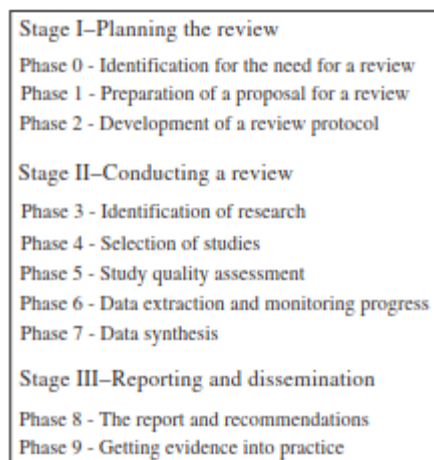 Stage I–Planning the review
Phase 0 - Identification for the need for a review
Phase 1 - Preparation of a proposal for a review
Phase 2 - Development of a review protocol
Stage II–Conducting a review
Phase 3 - Identification of research
Phase 4 - Selection of studies
Phase 5 - Study quality assessment
Phase 6 - Data extraction and monitoring progress
Phase 7 - Data synthesis
Stage III–Reporting and dissemination
Phase 8 - The report and recommendations
Phase 9 - Getting evidence into practice